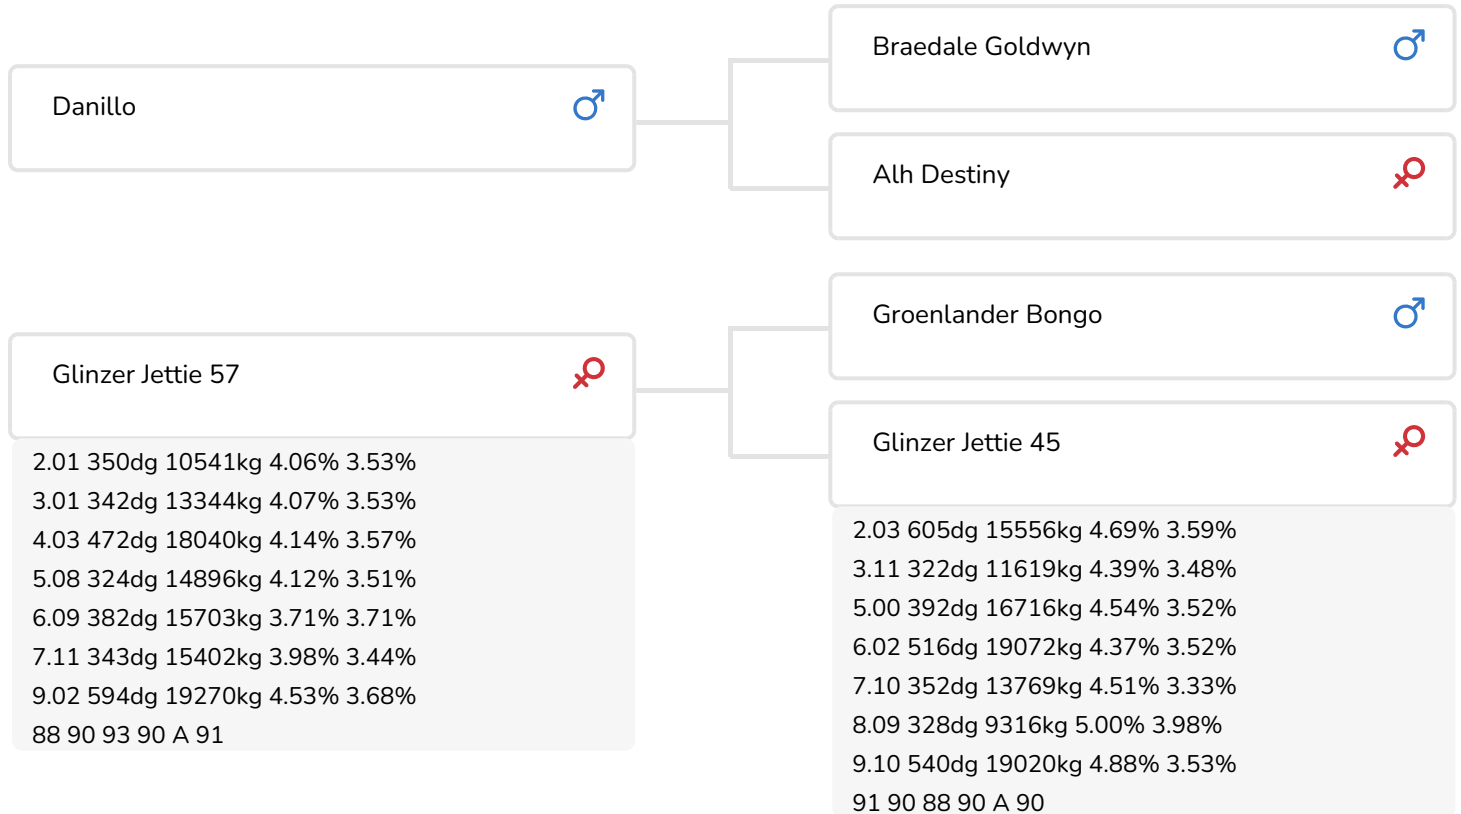 Braedale Goldwyn
Danillo
Alh Destiny
Groenlander Bongo
Glinzer Jettie 57
2.01 350dg 10541kg 4.06% 3.53%
3.01 342dg 13344kg 4.07% 3.53%
4.03 472dg 18040kg 4.14% 3.57%
5.08 324dg 14896kg 4.12% 3.51%
6.09 382dg 15703kg 3.71% 3.71%
7.11 343dg 15402kg 3.98% 3.44%
9.02 594dg 19270kg 4.53% 3.68%
88 90 93 90 A 91
Glinzer Jettie 45
2.03 605dg 15556kg 4.69% 3.59%
3.11 322dg 11619kg 4.39% 3.48%
5.00 392dg 16716kg 4.54% 3.52%
6.02 516dg 19072kg 4.37% 3.52%
7.10 352dg 13769kg 4.51% 3.33%
8.09 328dg 9316kg 5.00% 3.98%
9.10 540dg 19020kg 4.88% 3.53%
91 90 88 90 A 90